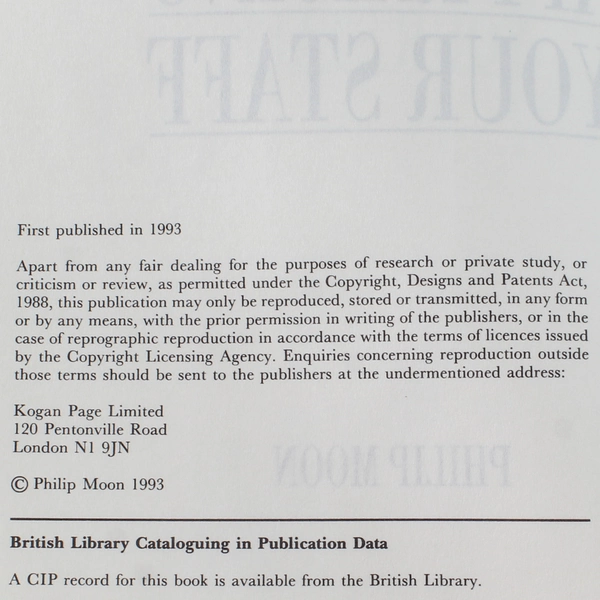 YOUR STAFF
First published in 1993
Apart from any fair dealing for the purposes of research or private study, or
criticism or review, as permitted under the Copyright, Designs and Patents Act,
1988, this publication may only be reproduced, stored or transmitted, in any form
or by any means, with the prior permission in writing of the publishers, or in the
case of reprographic reproduction in accordance with the terms of licences issued
by the Copyright Licensing Agency. Enquiries concerning reproduction outside
those terms should be sent to the publishers at the undermentioned address:
Kogan Page Limited
120 Pentonville Road
London N1 9JN
PHILIP MOON
© Philip Moon 1993
British Library Cataloguing in Publication Data
A CIP record for this book is available from the British Library.